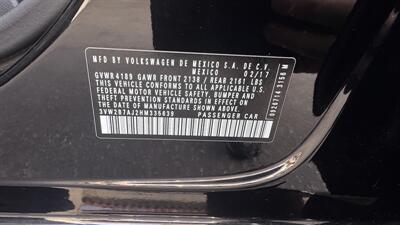 MFD BY VOLKSWAGEN DE MEXICO S.A. DE C.V.
MEXICO 02/17
GVWR 4189 GAWR FRONT 2138 / REAR 2161 LBS
THIS VEHICLE CONFORMS TO ALL APPLICABLE U.S.
FEDERAL MOTOR VEHICLE SAFETY, BUMPER, AND
THEFT PREVENTION STANDARDS IN EFFECT ON THE
DATE OF MANUFACTURE SHOWN ABOVE.
3VW2B7AJ2HM335639 PASSENGER CAR